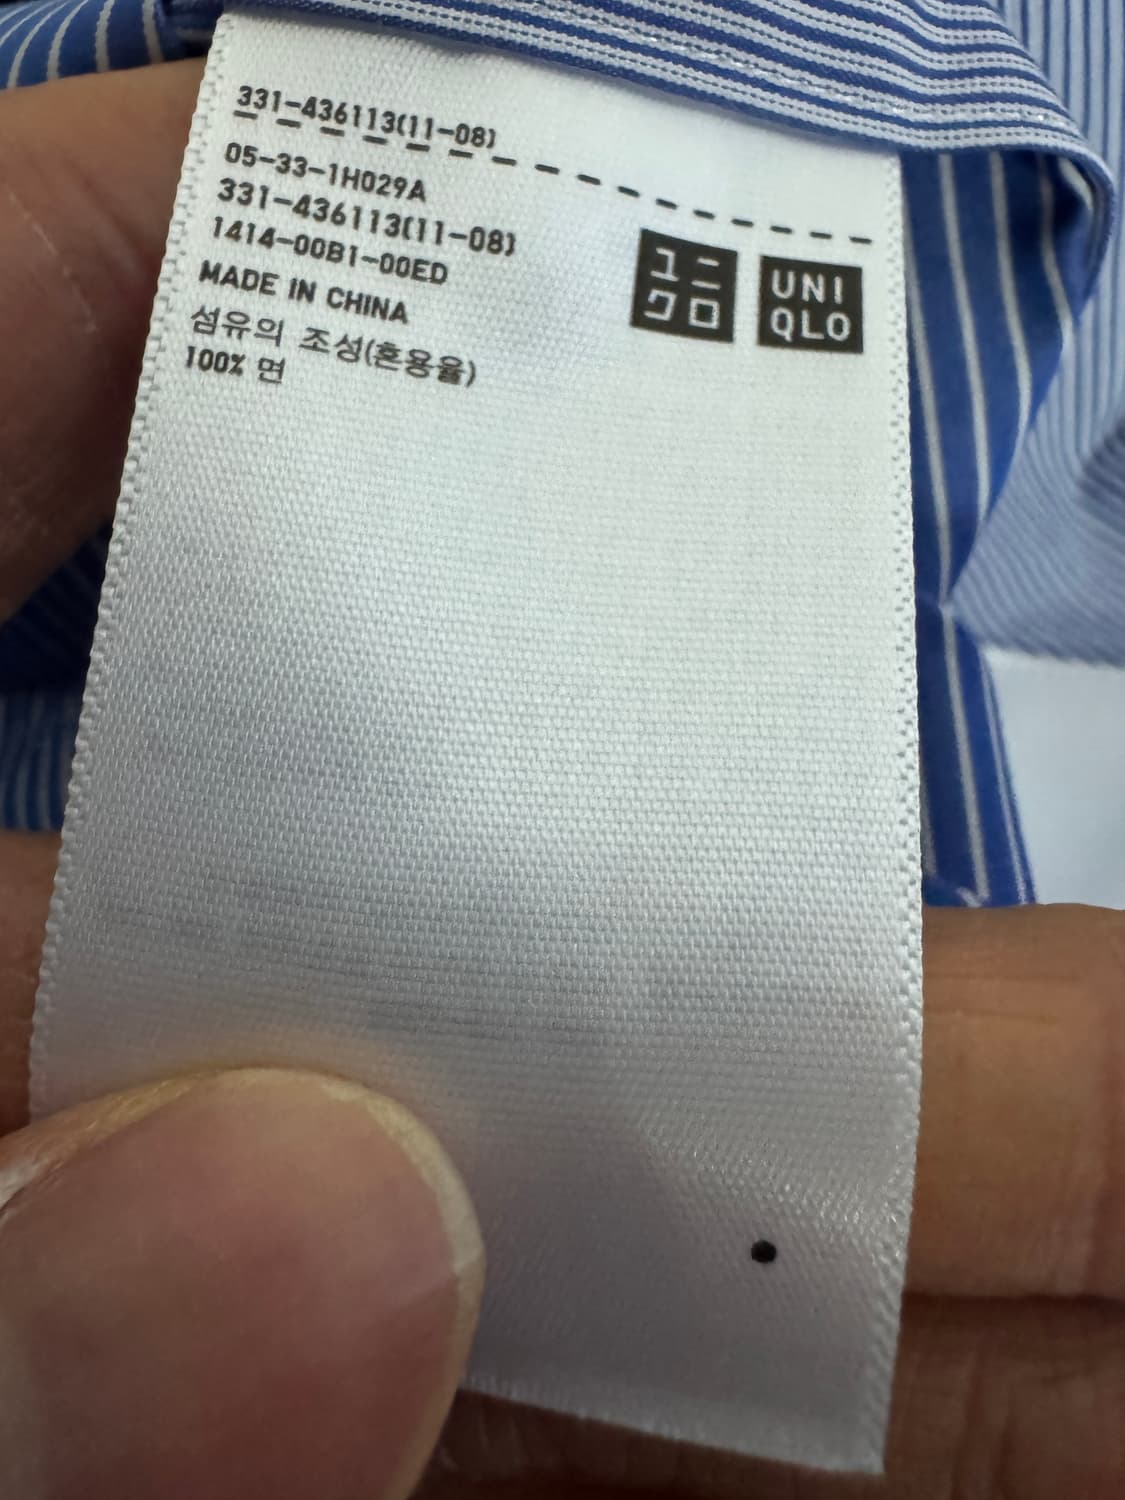 331-436113(11-08)
05-33-1H029A
331-436113(11-08)
1414-00B1-00ED
MADE IN CHINA
섬유의 조성(혼용율)
100% 면
ユニ
クロ
UNI
QLO